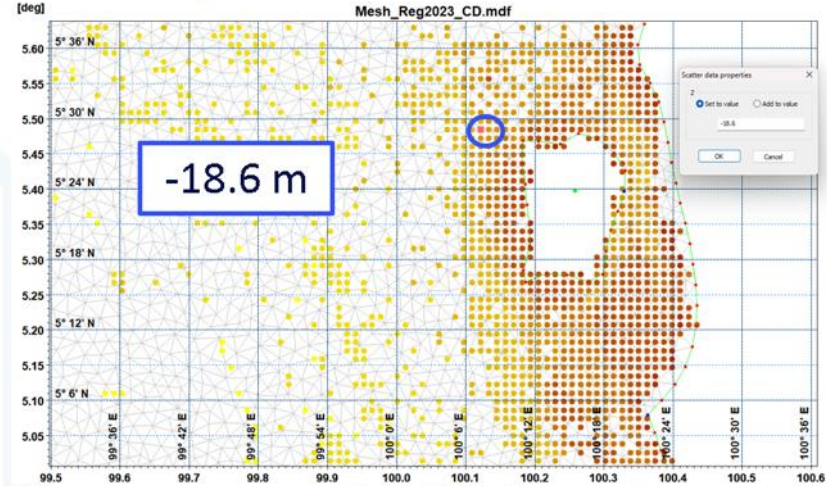 [deg]
Mesh_Reg2023_CD.mdf
5.60
5° 36' N
5.55
5.50
5° 30' N
5.45
5.40
5° 24' N
5.35
5.30
5° 18' N
5.25
5.20
5° 12' N
5.15
5.10
5° 6' N
5.05
-18.6 m
Scatter data properties
Z
Set to value
Add to value
-18.6
OK
Cancel
99° 36' E
99° 42' E
99° 48' E
99° 54' E
100° 0' E
100° 6' E
100° 12' E
100° 18' E
100° 24' E
100° 30' E
100° 36' E
99.5 99.6 99.7 99.8 99.9 100.0 100.1 100.2 100.3 100.4 100.5 100.6